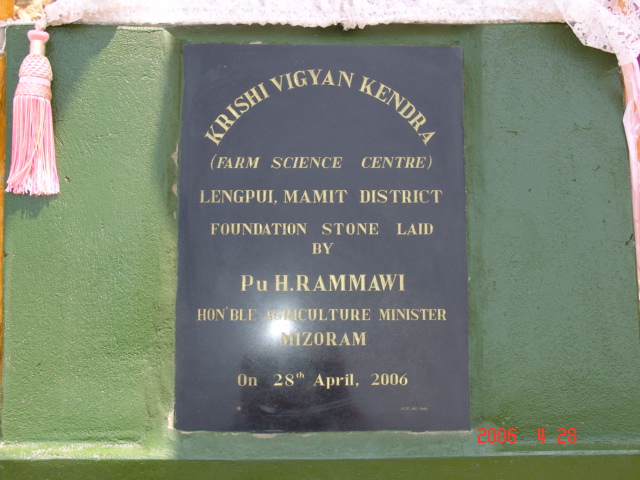 KRISHI VIGYAN KENDRA
(FARM SCIENCE CENTRE)
LENGPUI, MAMIT DISTRICT
FOUNDATION STONE LAID
BY
Pu H.RAMMAWI
HON'BLE AGRICULTURE MINISTER
MIZORAM
On 28th April, 2006
2006 4 28